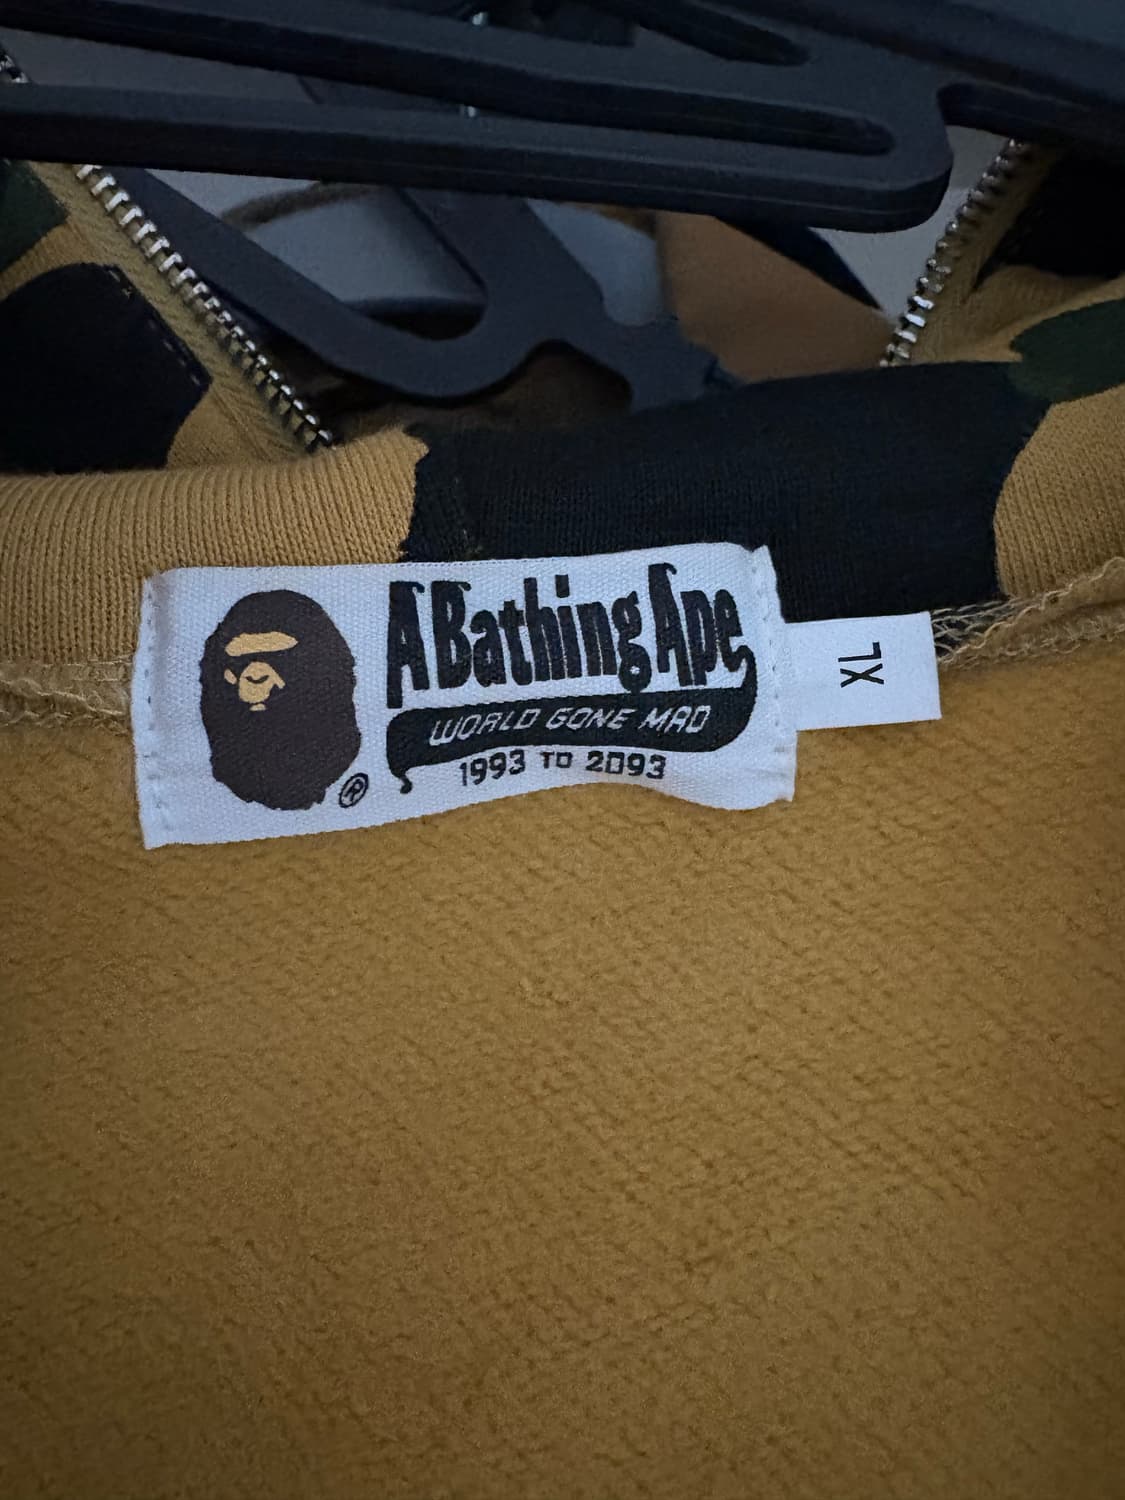 A Bathing Ape
WORLD GONE MAD
1993 TO 2093
®
XL